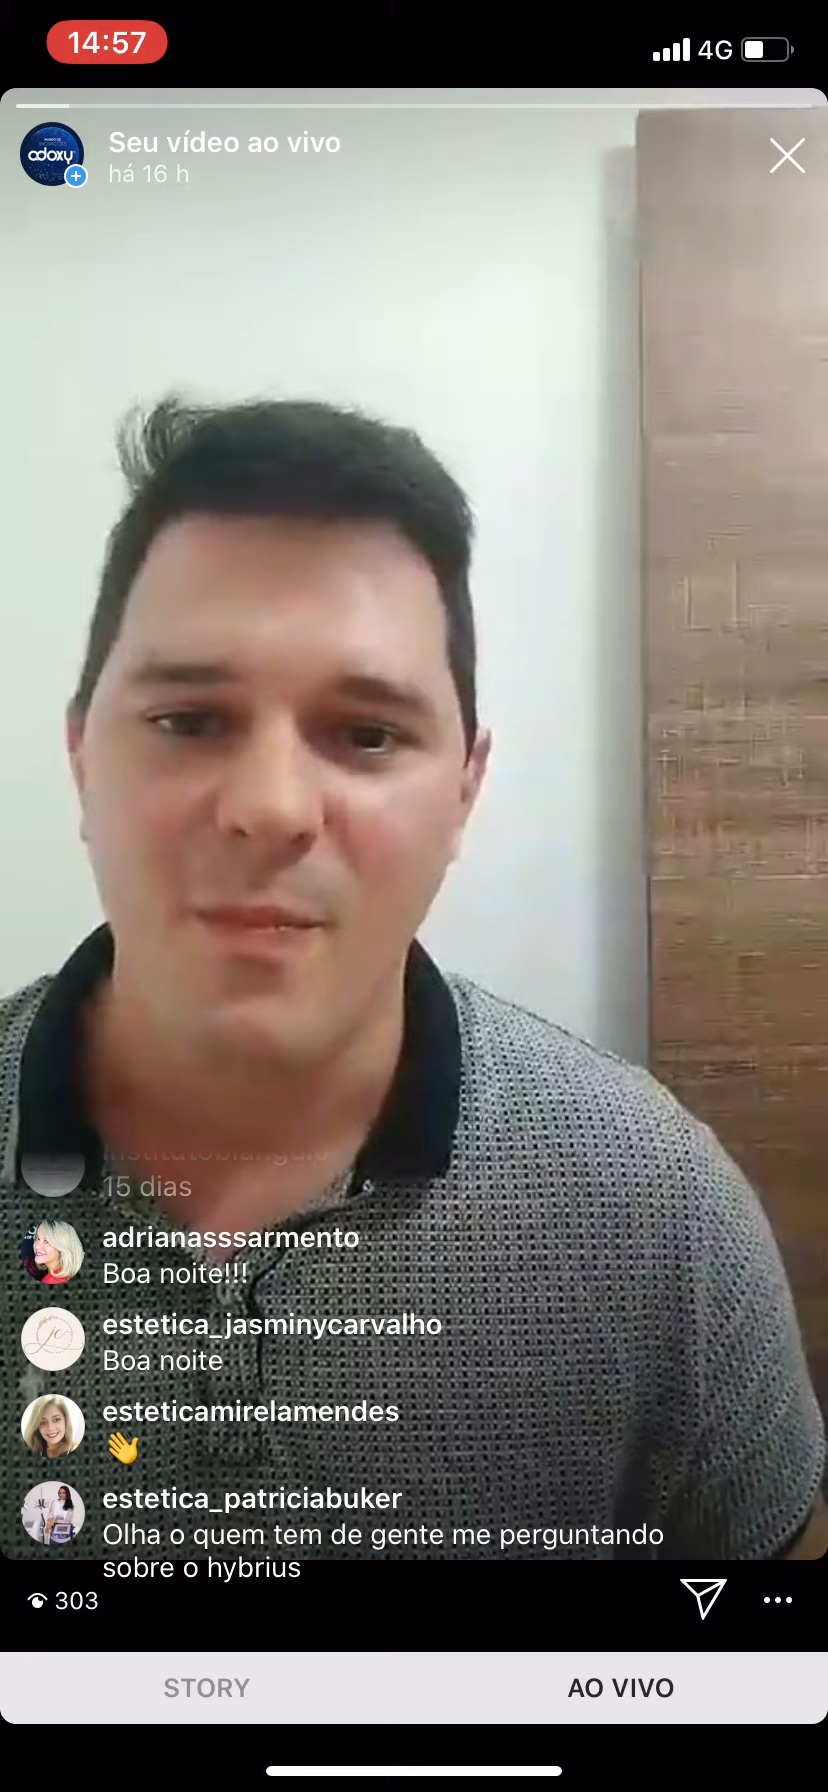 14:57
4G
adoxy
Seu vídeo ao vivo
há 16 h
15 dias
adrianasssarmento
Boa noite!!!
estetica_jasminycarvalho
Boa noite
esteticamirelamendes
👋
estetica_patriciabuker
Olha o quem tem de gente me perguntando
sobre o hybrius
303
STORY
AO VIVO